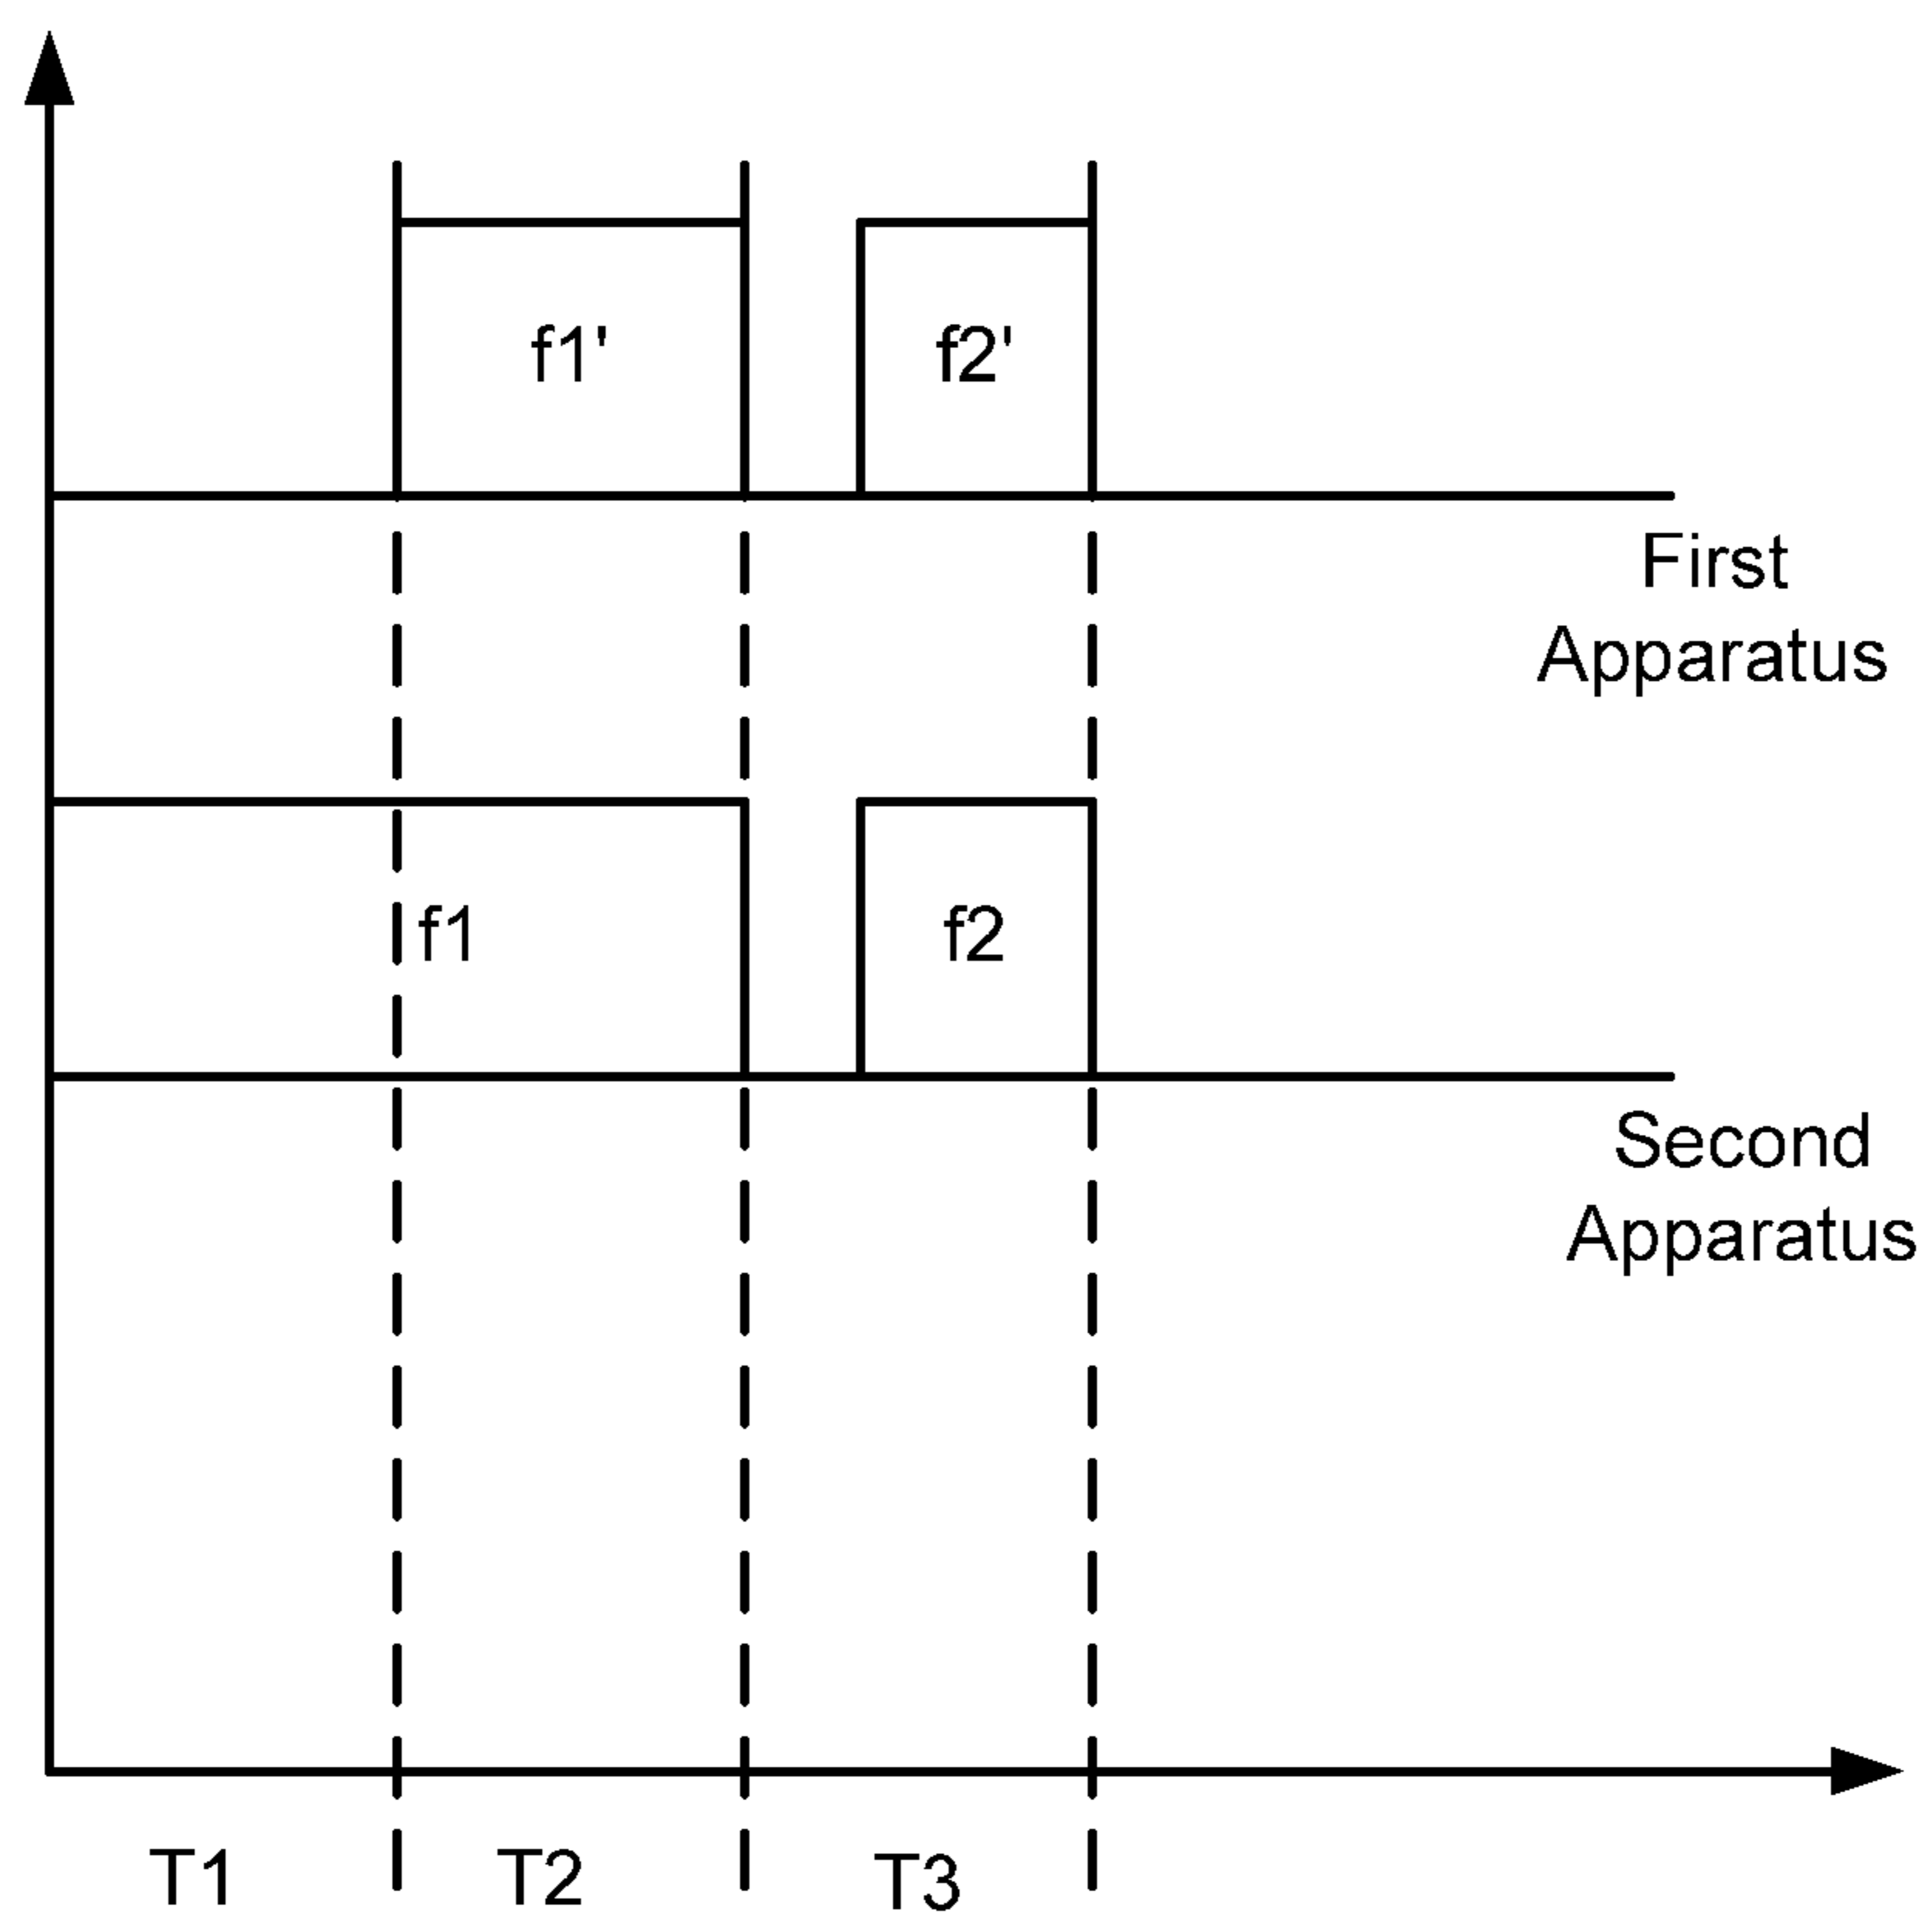 f1'
f2'
First
Apparatus
f1
f2
Second
Apparatus
T1
T2
T3